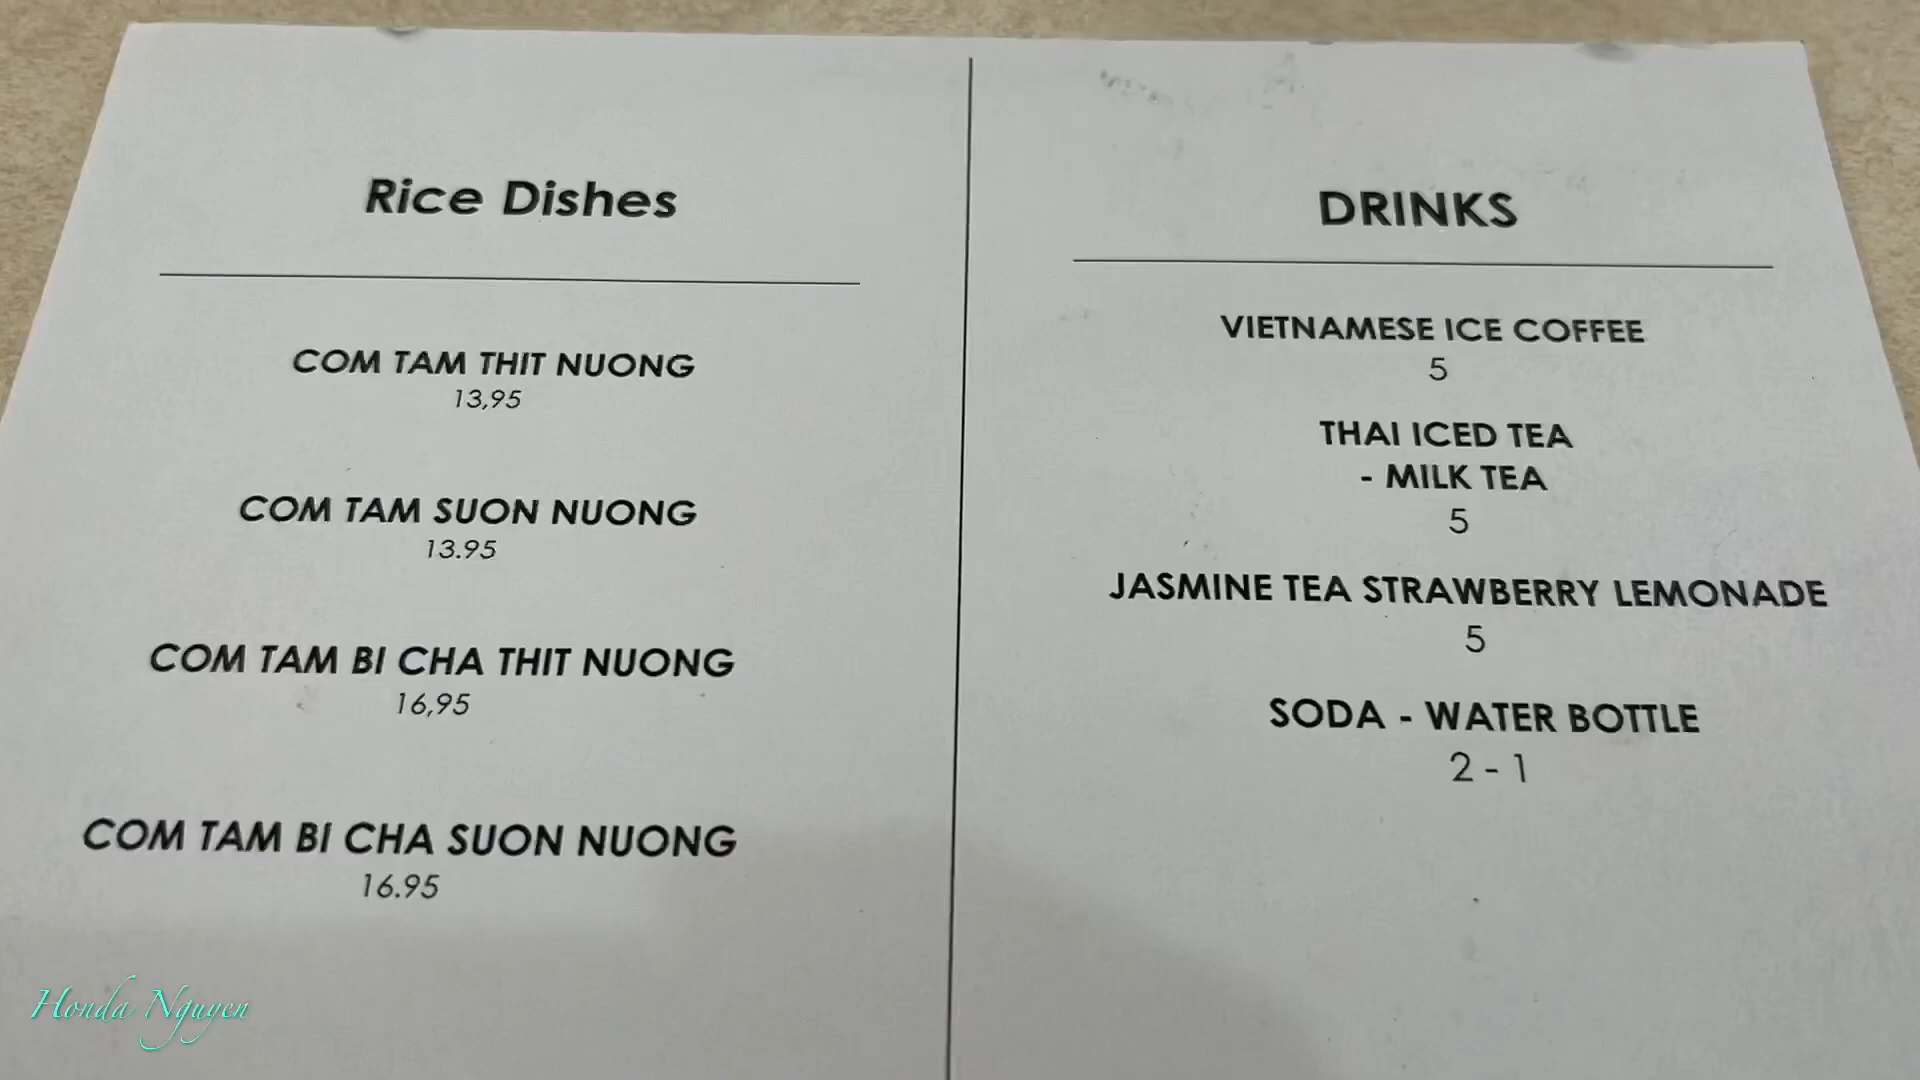 Rice Dishes
COM TAM THIT NUONG
13,95
COM TAM SUON NUONG
13.95
COM TAM BI CHA THIT NUONG
16,95
COM TAM BI CHA SUON NUONG
16.95
DRINKS
VIETNAMESE ICE COFFEE
5
THAI ICED TEA
- MILK TEA
5
JASMINE TEA STRAWBERRY LEMONADE
5
SODA - WATER BOTTLE
2 - 1
Honda Nguyen